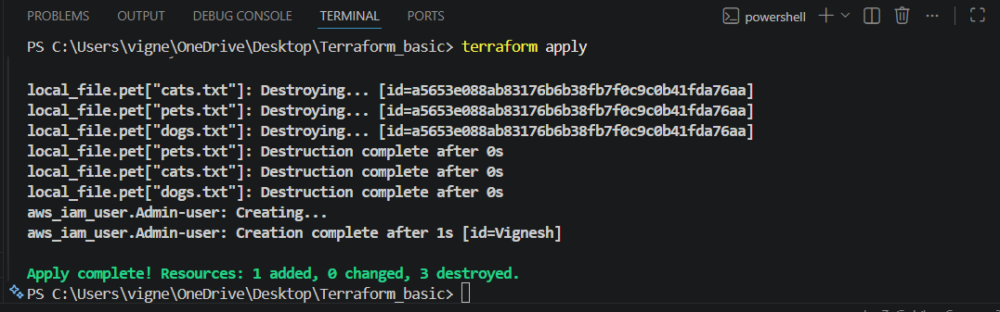 PROBLEMS OUTPUT DEBUG CONSOLE TERMINAL PORTS powershell
PS C:\Users\vigne\OneDrive\Desktop\Terraform_basic> terraform apply
local_file.pet["cats.txt"]: Destroying... [id=a5653e088ab83176b6b38fb7f0c9c0b41fda76aa]
local_file.pet["pets.txt"]: Destroying... [id=a5653e088ab83176b6b38fb7f0c9c0b41fda76aa]
local_file.pet["dogs.txt"]: Destroying... [id=a5653e088ab83176b6b38fb7f0c9c0b41fda76aa]
local_file.pet["pets.txt"]: Destruction complete after 0s
local_file.pet["cats.txt"]: Destruction complete after 0s
local_file.pet["dogs.txt"]: Destruction complete after 0s
aws_iam_user.Admin-user: Creating...
aws_iam_user.Admin-user: Creation complete after 1s [id=Vignesh]
Apply complete! Resources: 1 added, 0 changed, 3 destroyed.
PS C:\Users\vigne\OneDrive\Desktop\Terraform_basic>